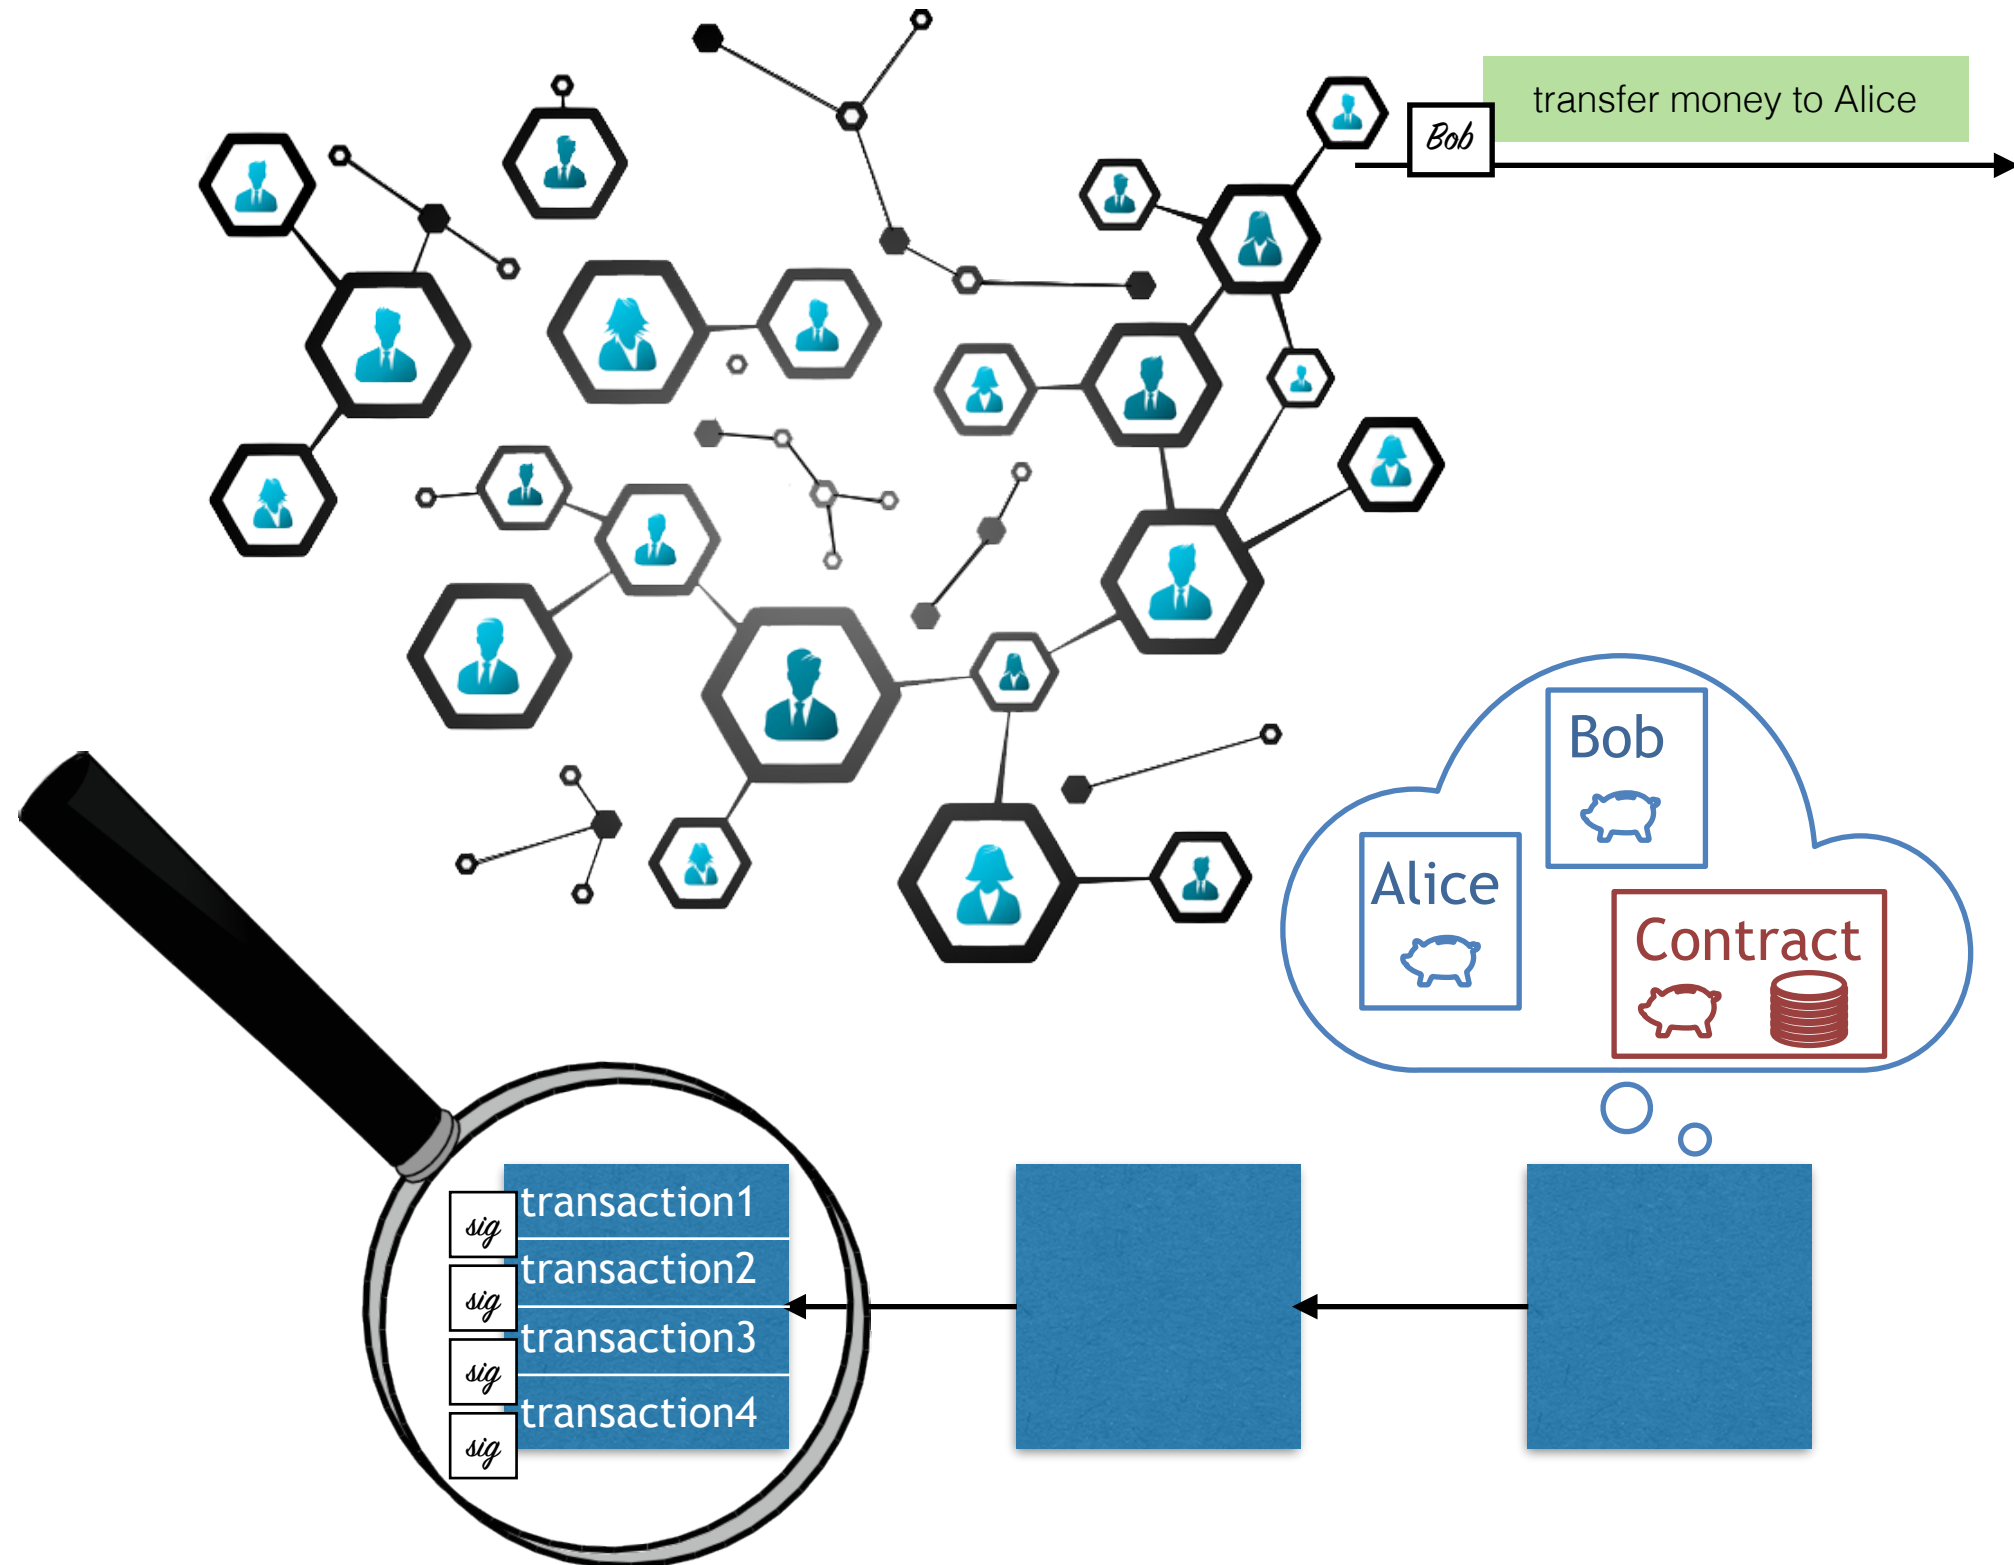 transfer money to Alice
Bob
Bob
Alice
Contract
sig transaction1
sig transaction2
sig transaction3
sig transaction4